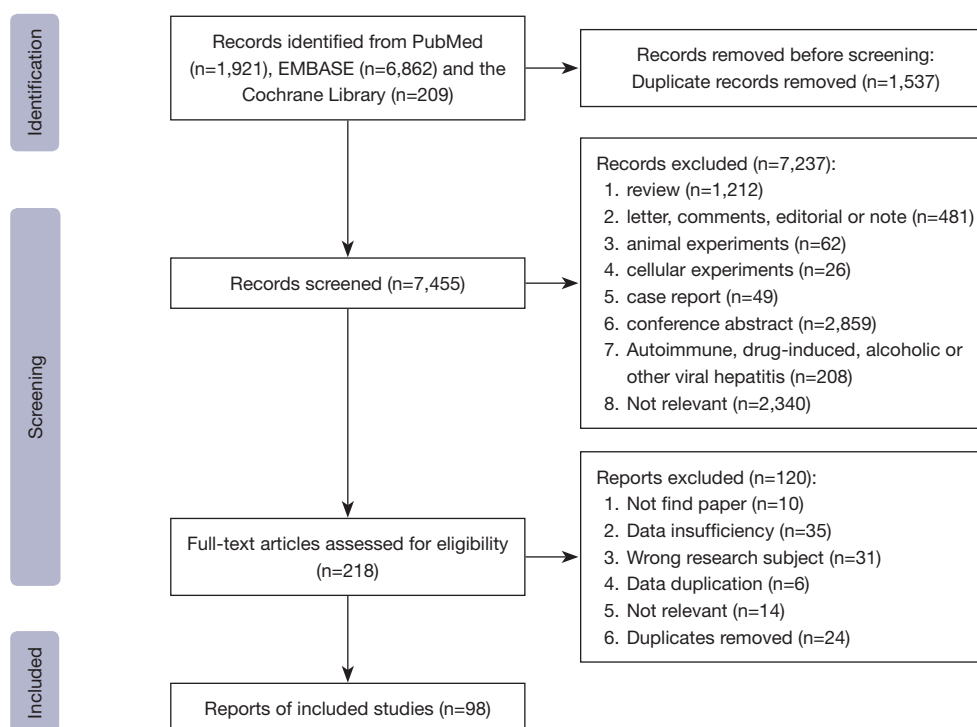 Identification
Records identified from PubMed
(n=1,921), EMBASE (n=6,862) and the
Cochrane Library (n=209)
Records removed before screening:
Duplicate records removed (n=1,537)
Screening
Records screened (n=7,455)
Records excluded (n=7,237):
1. review (n=1,212)
2. letter, comments, editorial or note (n=481)
3. animal experiments (n=62)
4. cellular experiments (n=26)
5. case report (n=49)
6. conference abstract (n=2,859)
7. Autoimmune, drug-induced, alcoholic or
other viral hepatitis (n=208)
8. Not relevant (n=2,340)
Full-text articles assessed for eligibility
(n=218)
Reports excluded (n=120):
1. Not find paper (n=10)
2. Data insufficiency (n=35)
3. Wrong research subject (n=31)
4. Data duplication (n=6)
5. Not relevant (n=14)
6. Duplicates removed (n=24)
Included
Reports of included studies (n=98)